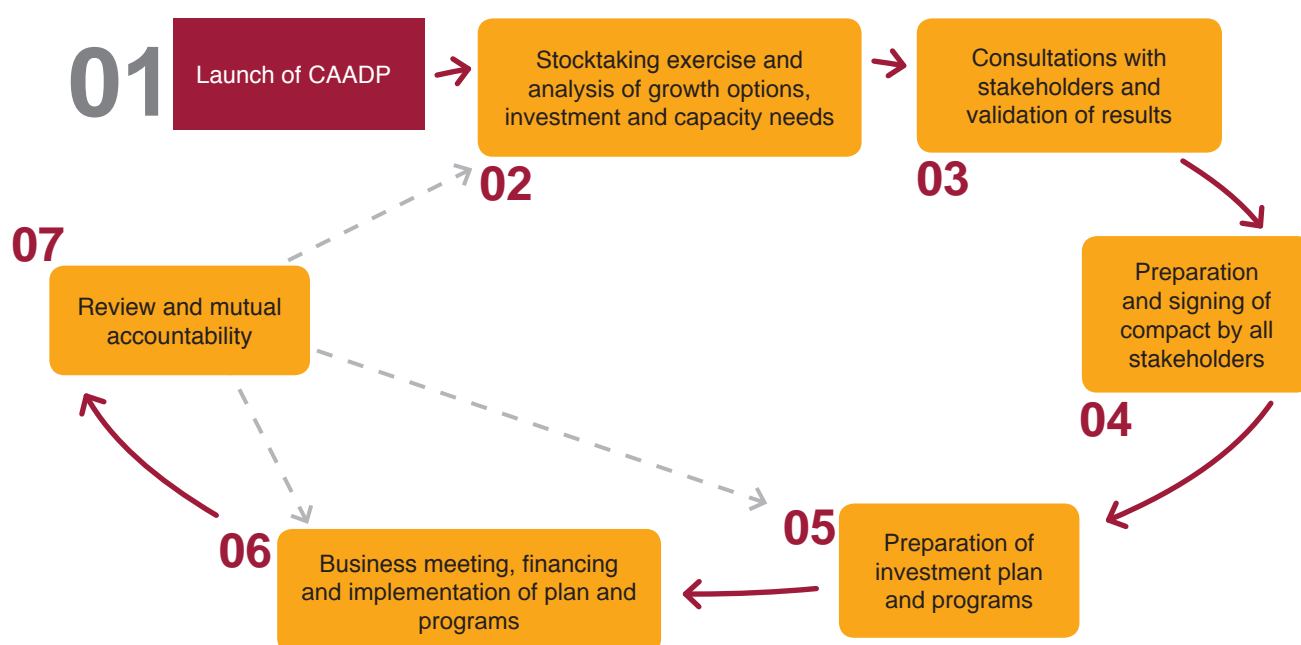 01
Launch of CAADP
Stocktaking exercise and
analysis of growth options,
investment and capacity needs
02
Consultations with
stakeholders and
validation of results
03
Preparation
and signing of
compact by all
stakeholders
04
05
Preparation of
investment plan
and programs
06
Business meeting, financing
and implementation of plan and
programs
07
Review and mutual
accountability